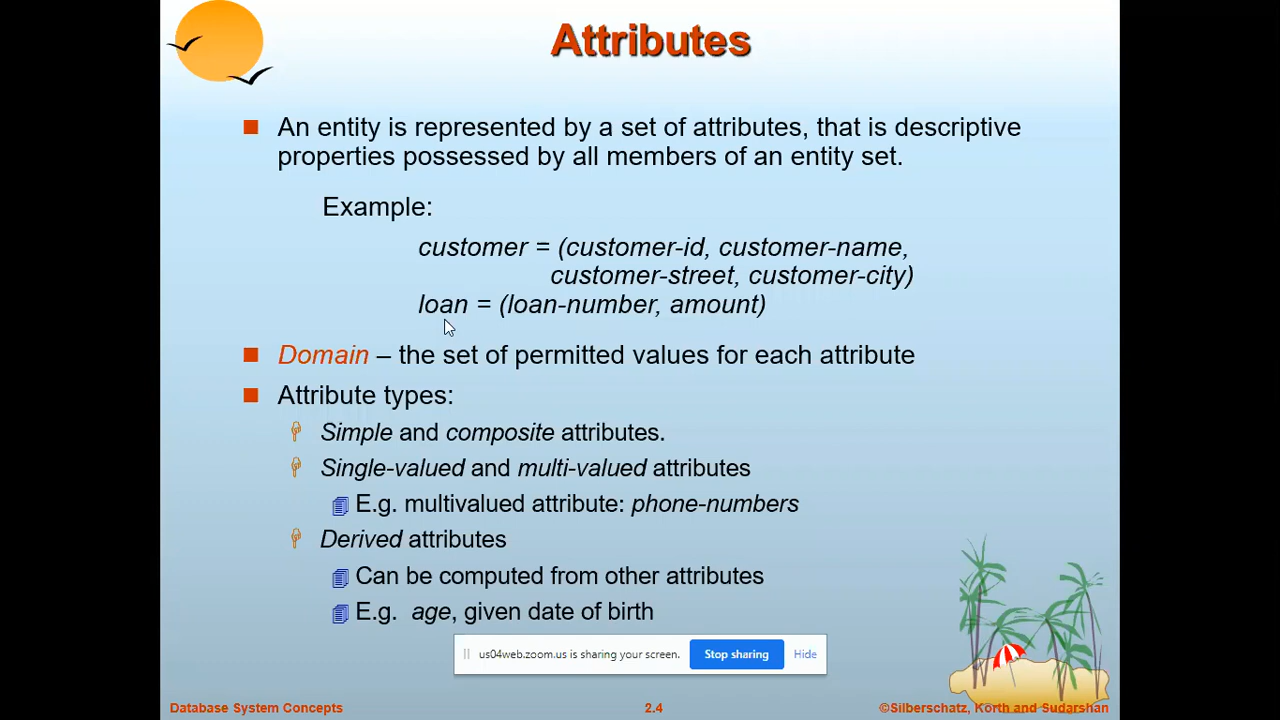 Attributes
An entity is represented by a set of attributes, that is descriptive
properties possessed by all members of an entity set.
Example:
customer = (customer-id, customer-name,
customer-street, customer-city)
loan = (loan-number, amount)
Domain – the set of permitted values for each attribute
Attribute types:
Simple and composite attributes.
Single-valued and multi-valued attributes
E.g. multivalued attribute: phone-numbers
Derived attributes
Can be computed from other attributes
E.g. age, given date of birth
us04web.zoom.us is sharing your screen. Stop sharing Hide
Database System Concepts 2.4 ©Silberschatz, Korth and Sudarshan